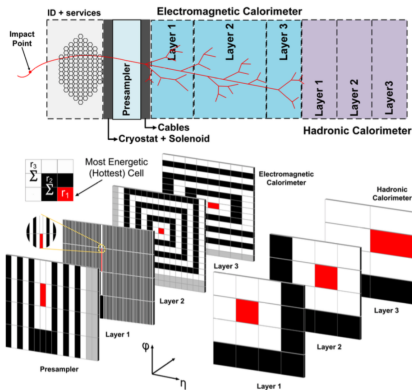 ID + services
Electromagnetic Calorimeter
Impact
Point
Presampler
Layer 1
Layer 2
Layer 3
Layer 1
Layer 2
Layer3
Cables
Cryostat + Solenoid
Hadronic Calorimeter
r3
Σ r2
Σ r1
Most Energetic
(Hottest) Cell
Electromagnetic
Calorimeter
Hadronic
Calorimeter
Layer 3
Layer 2
Layer 1
Presampler
Layer 3
Layer 2
Layer 1
φ
η